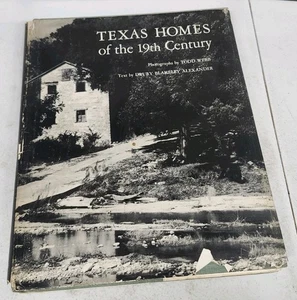 TEXAS HOMES
of the 19th Century
Photographs by TODD WEBB
Text by DRURY BLAKELEY ALEXANDER